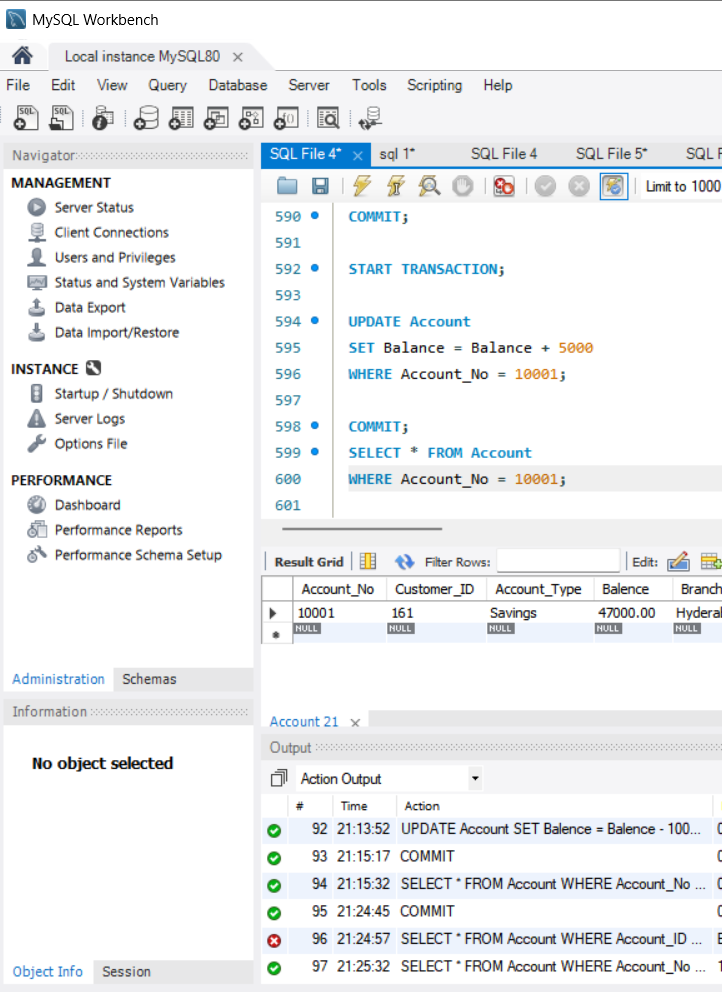 MySQL Workbench
Local instance MySQL80
File Edit View Query Database Server Tools Scripting Help
Navigator
MANAGEMENT
Server Status
Client Connections
Users and Privileges
Status and System Variables
Data Export
Data Import/Restore
INSTANCE
Startup / Shutdown
Server Logs
Options File
PERFORMANCE
Dashboard
Performance Reports
Performance Schema Setup
Administration Schemas
Information
No object selected
Object Info Session
SQL File 4* sql 1* SQL File 4 SQL File 5* SQL F
Limit to 1000
590 COMMIT;
591
592 START TRANSACTION;
593
594 UPDATE Account
595 SET Balance = Balance + 5000
596 WHERE Account_No = 10001;
597
598 COMMIT;
599 SELECT * FROM Account
600 WHERE Account_No = 10001;
601
Result Grid Filter Rows: Edit:
Account_No Customer_ID Account_Type Balence Branch
10001 161 Savings 47000.00 Hyderal
NULL NULL NULL NULL NULL
Account 21
Output
Action Output
# Time Action
92 21:13:52 UPDATE Account SET Balence = Balence - 100...
93 21:15:17 COMMIT
94 21:15:32 SELECT * FROM Account WHERE Account_No ...
95 21:24:45 COMMIT
96 21:24:57 SELECT * FROM Account WHERE Account_ID ...
97 21:25:32 SELECT * FROM Account WHERE Account_No ...